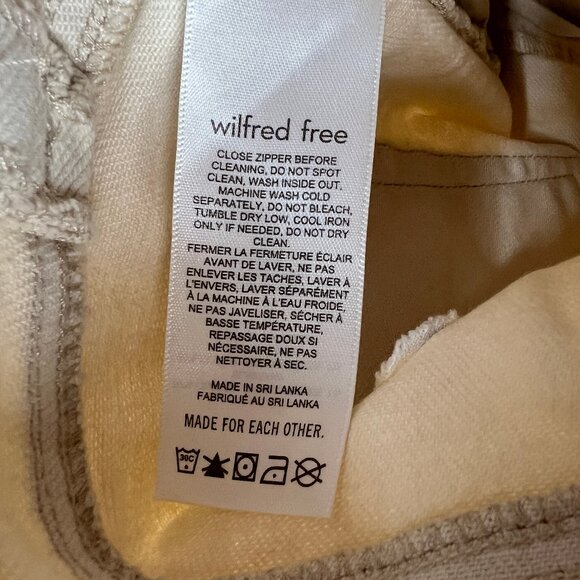 wilfred free
CLOSE ZIPPER BEFORE
CLEANING, DO NOT SPOT
CLEAN, WASH INSIDE OUT.
MACHINE WASH COLD
SEPARATELY, DO NOT BLEACH,
TUMBLE DRY LOW, COOL IRON
ONLY IF NEEDED, DO NOT DRY
CLEAN.
FERMER LA FERMETURE ÉCLAIR
AVANT DE LAVER, NE PAS
ENLEVER LES TACHES, LAVER À
L'ENVERS, LAVER SÉPARÉMENT
À LA MACHINE À L'EAU FROIDE,
NE PAS JAVELISER, SÉCHER À
BASSE TEMPÉRATURE,
REPASSAGE DOUX SI
NÉCESSAIRE, NE PAS
NETTOYER À SEC.
MADE IN SRI LANKA
FABRIQUÉ AU SRI LANKA
MADE FOR EACH OTHER.
30C